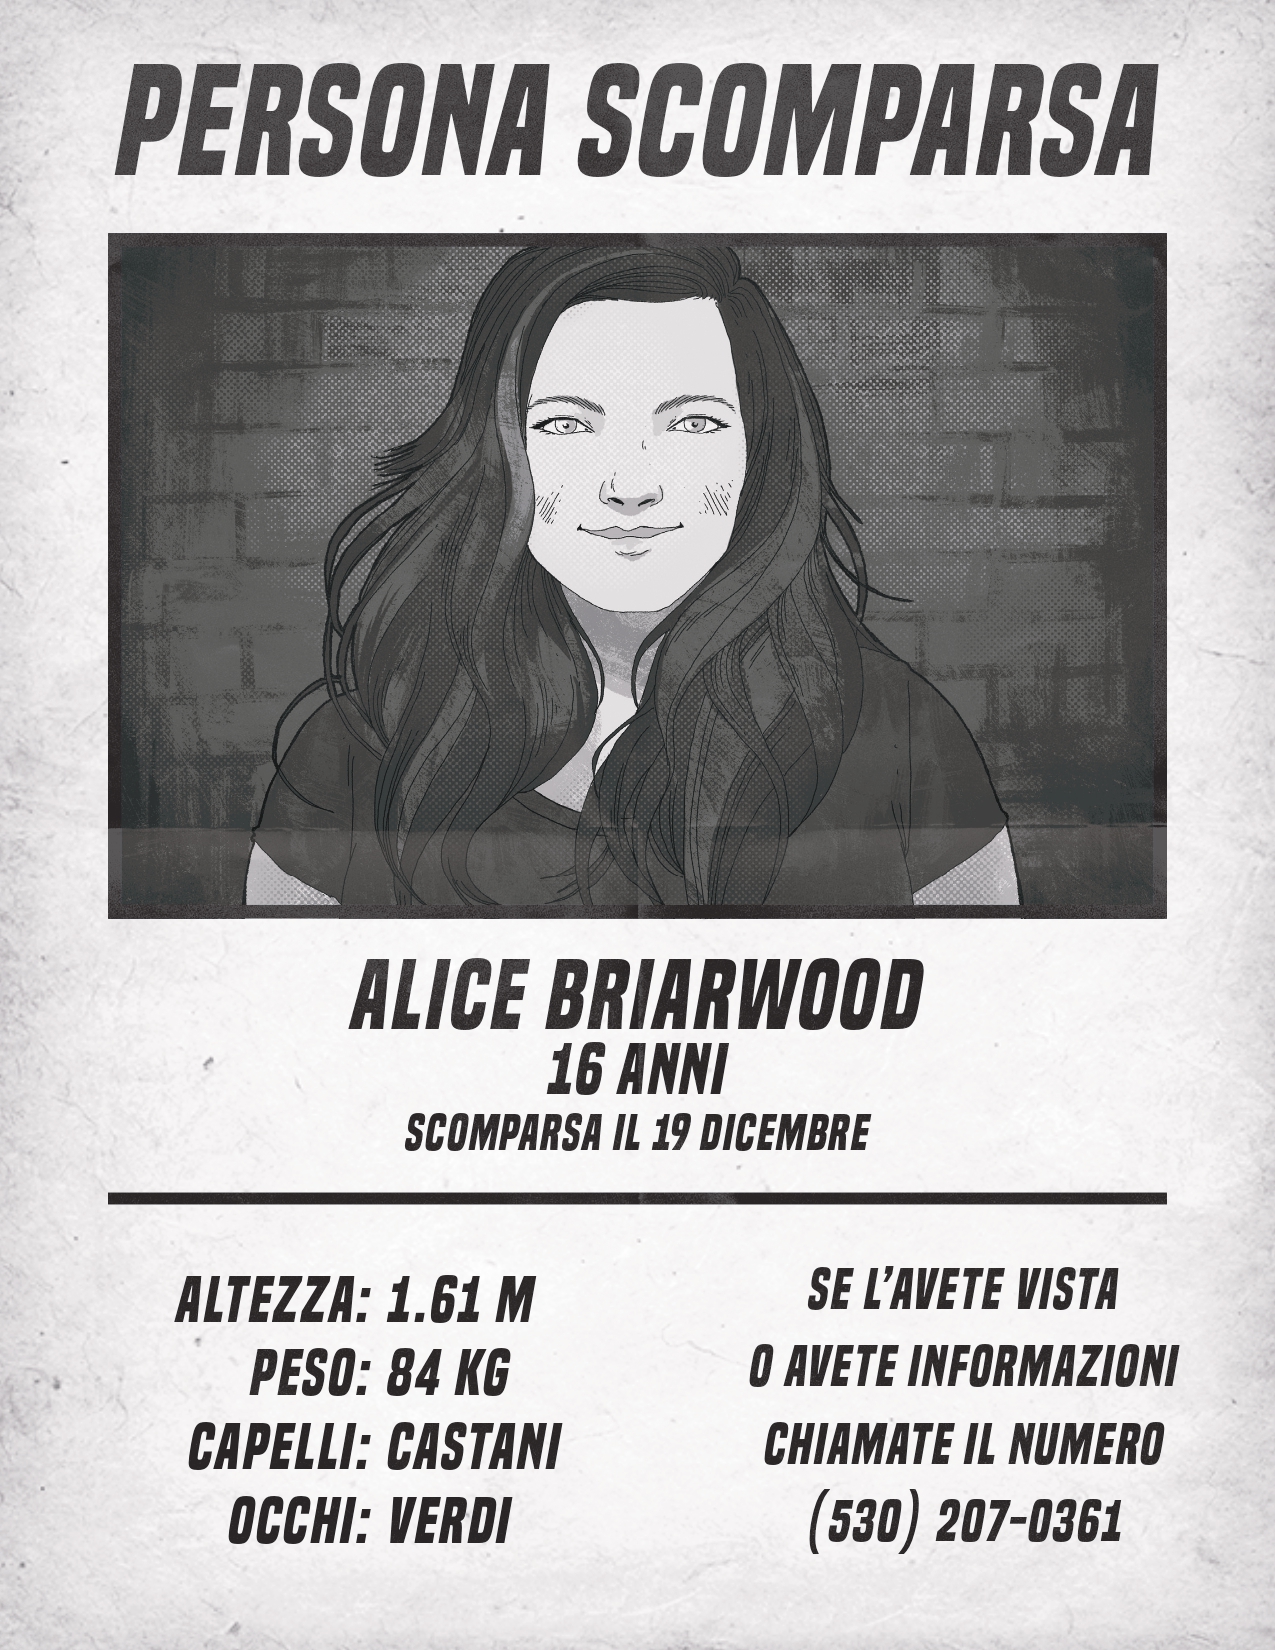 PERSONA SCOMPARSA
ALICE BRIARWOOD
16 ANNI
SCOMPARSA IL 19 DICEMBRE
ALTEZZA: 1.61 M
PESO: 84 KG
CAPELLI: CASTANI
OCCHI: VERDI
SE L'AVETE VISTA
O AVETE INFORMAZIONI
CHIAMATE IL NUMERO
(530) 207-0361